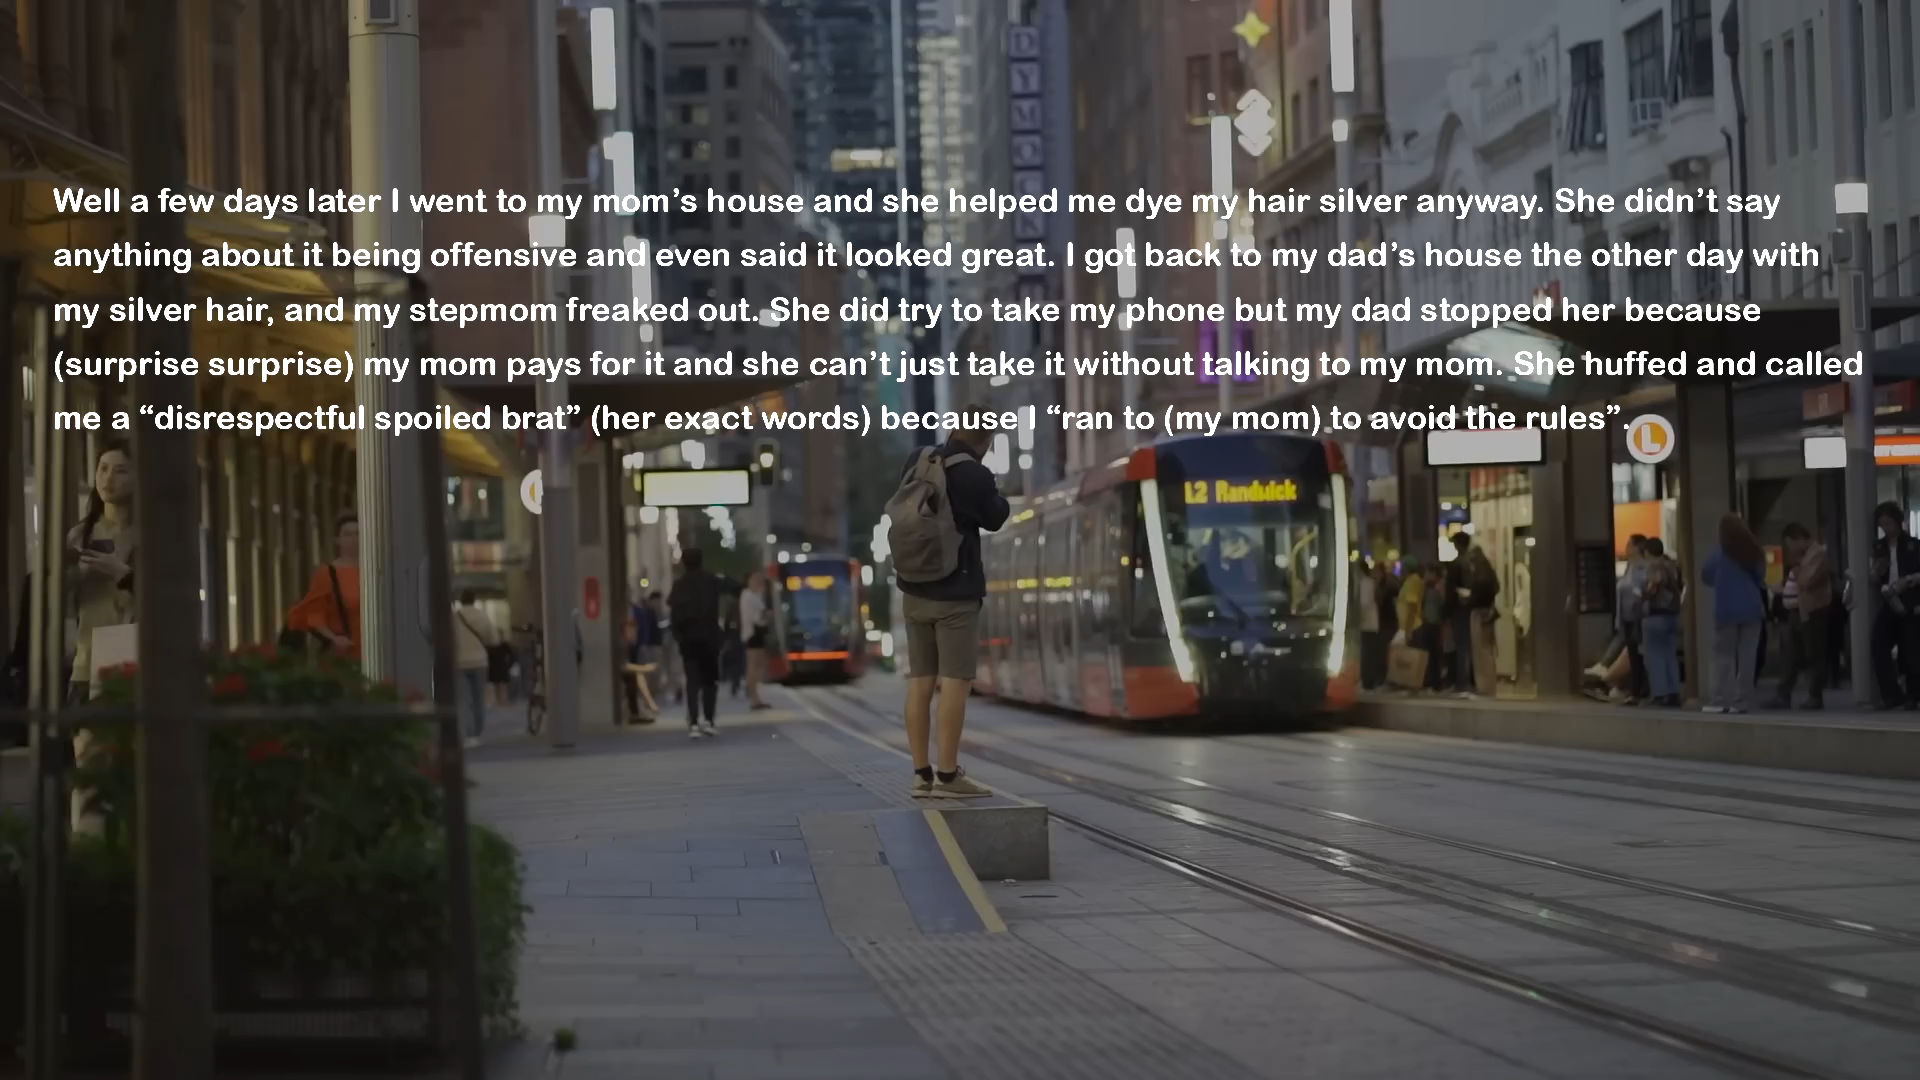 DYMOCKS
Well a few days later I went to my mom’s house and she helped me dye my hair silver anyway. She didn’t say
anything about it being offensive and even said it looked great. I got back to my dad’s house the other day with
my silver hair, and my stepmom freaked out. She did try to take my phone but my dad stopped her because
(surprise surprise) my mom pays for it and she can’t just take it without talking to my mom. She huffed and called
me a “disrespectful spoiled brat” (her exact words) because I “ran to (my mom) to avoid the rules”.
L
L2 Randwick